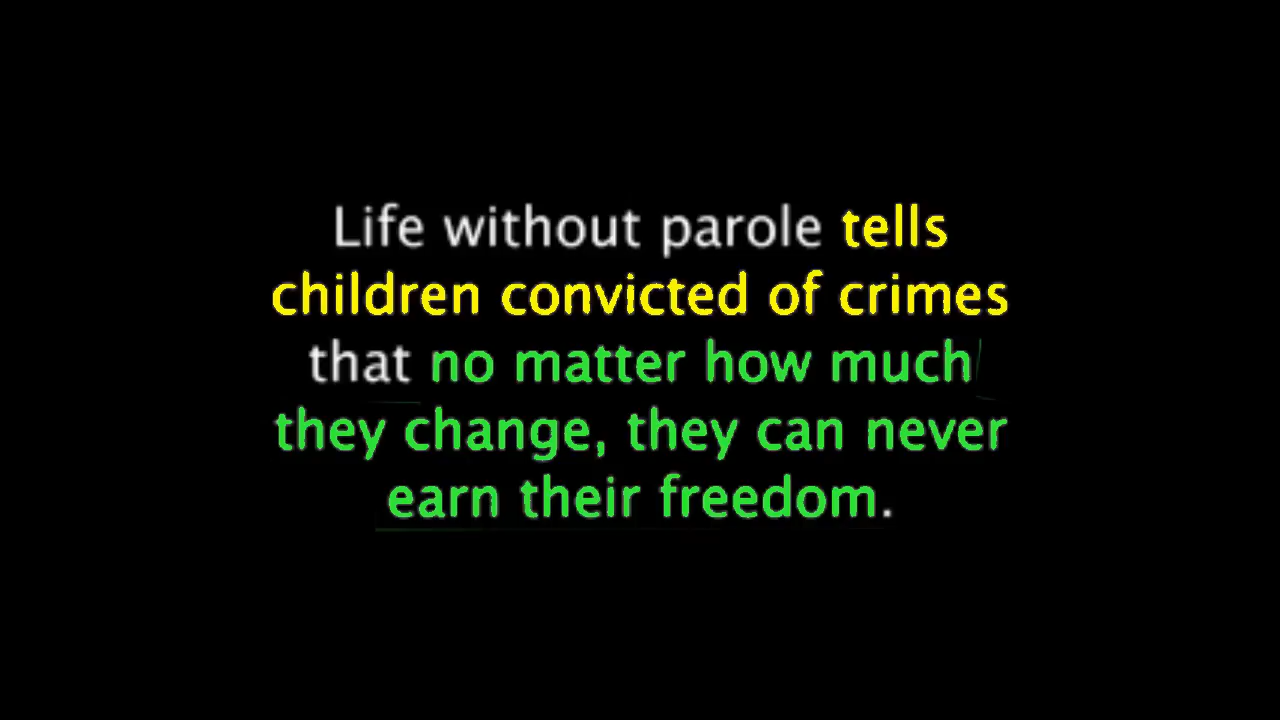 Life without parole tells
children convicted of crimes
that no matter how much
they change, they can never
earn their freedom.